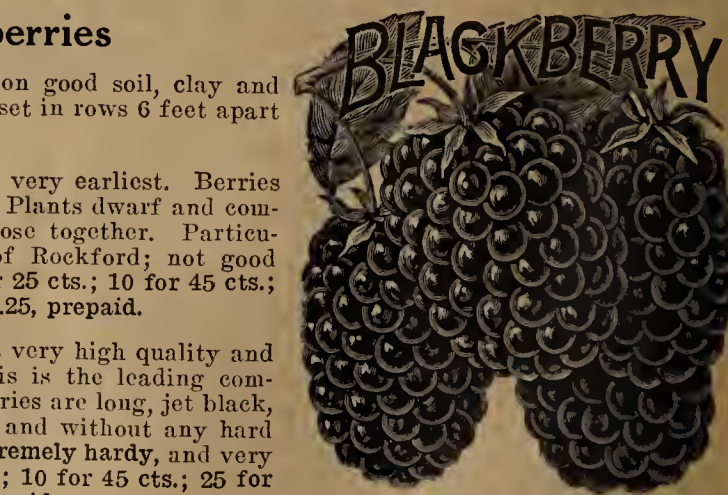 berries
on good soil, clay and
set in rows 6 feet apart
very earliest. Berries
Plants dwarf and com-
ose together. Particu-
of Rockford; not good
25 cts.; 10 for 45 cts.;
.25, prepaid.
very high quality and
is is the leading com-
ries are long, jet black,
and without any hard
remely hardy, and very
; 10 for 45 cts.; 25 for
BLACKBERRY